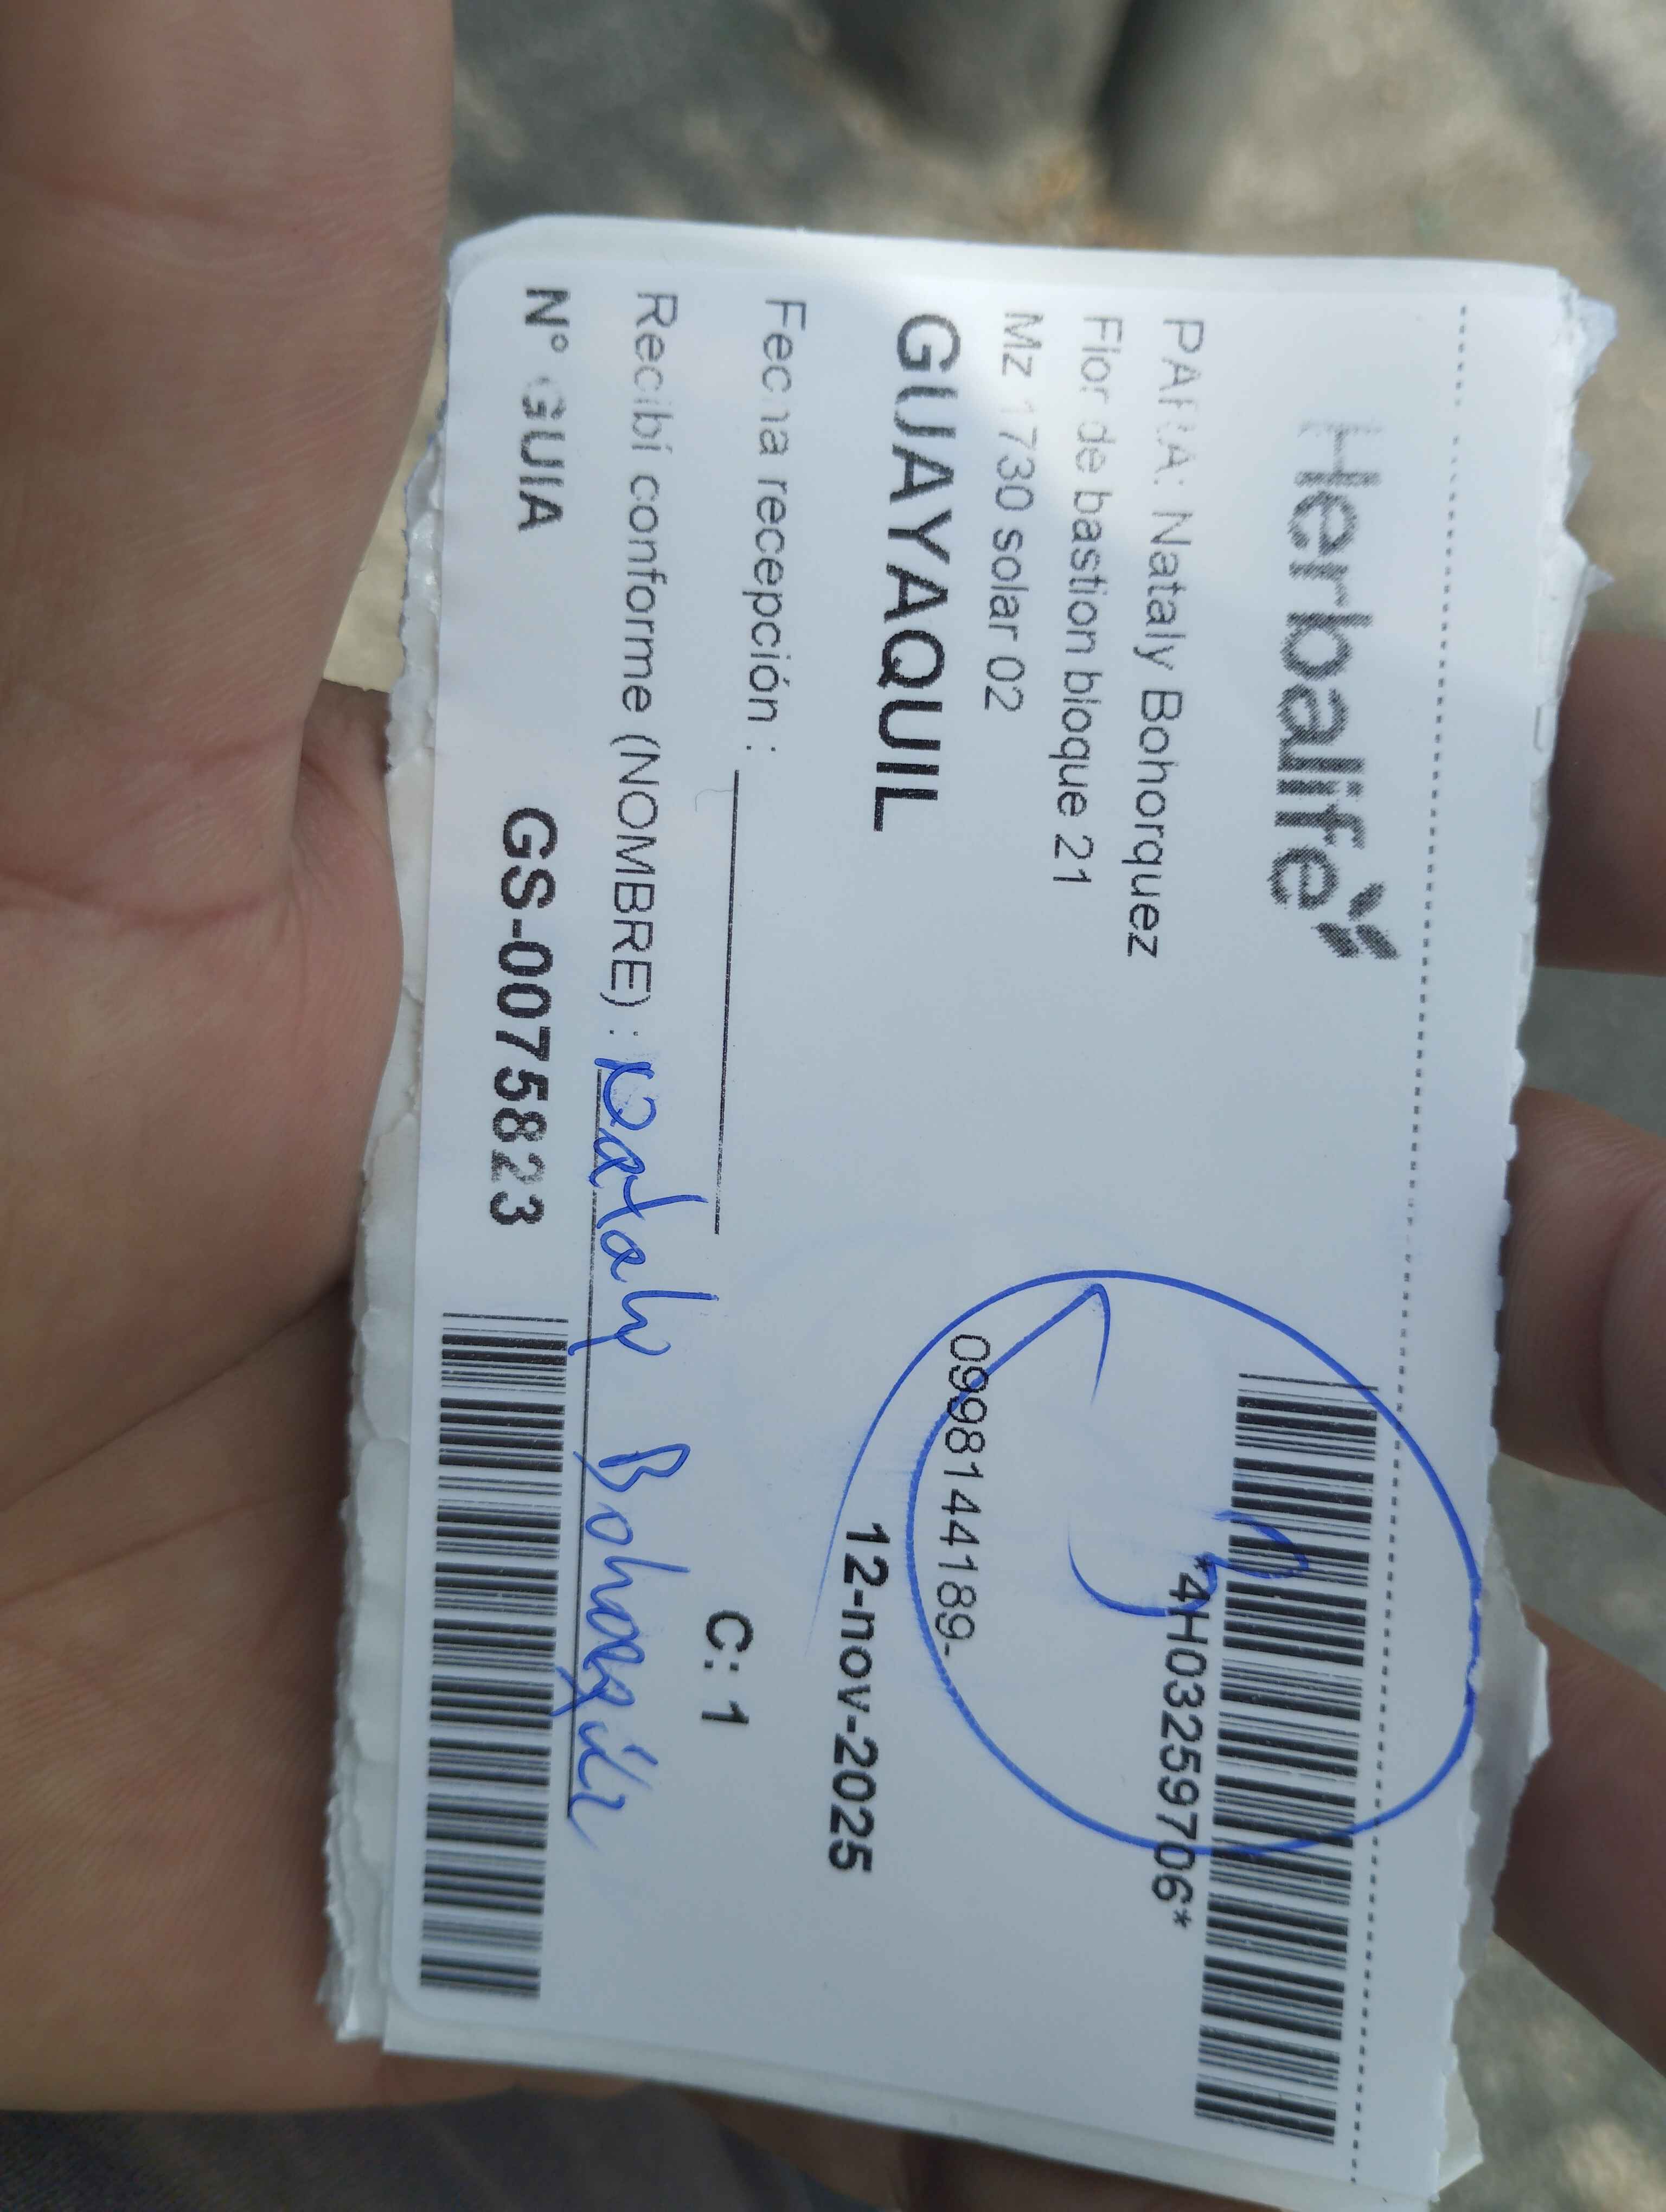 Herbalife
*4H03259706*
PARA: Nataly Bohorquez
Flor de bastion bloque 21
Mz 1730 solar 02
0998144189-
GUAYAQUIL
12-nov-2025
Fecha recepción :
C: 1
Recibí conforme (NOMBRE) : Nataly Bohorquez
Nº GUIA GS-0075823